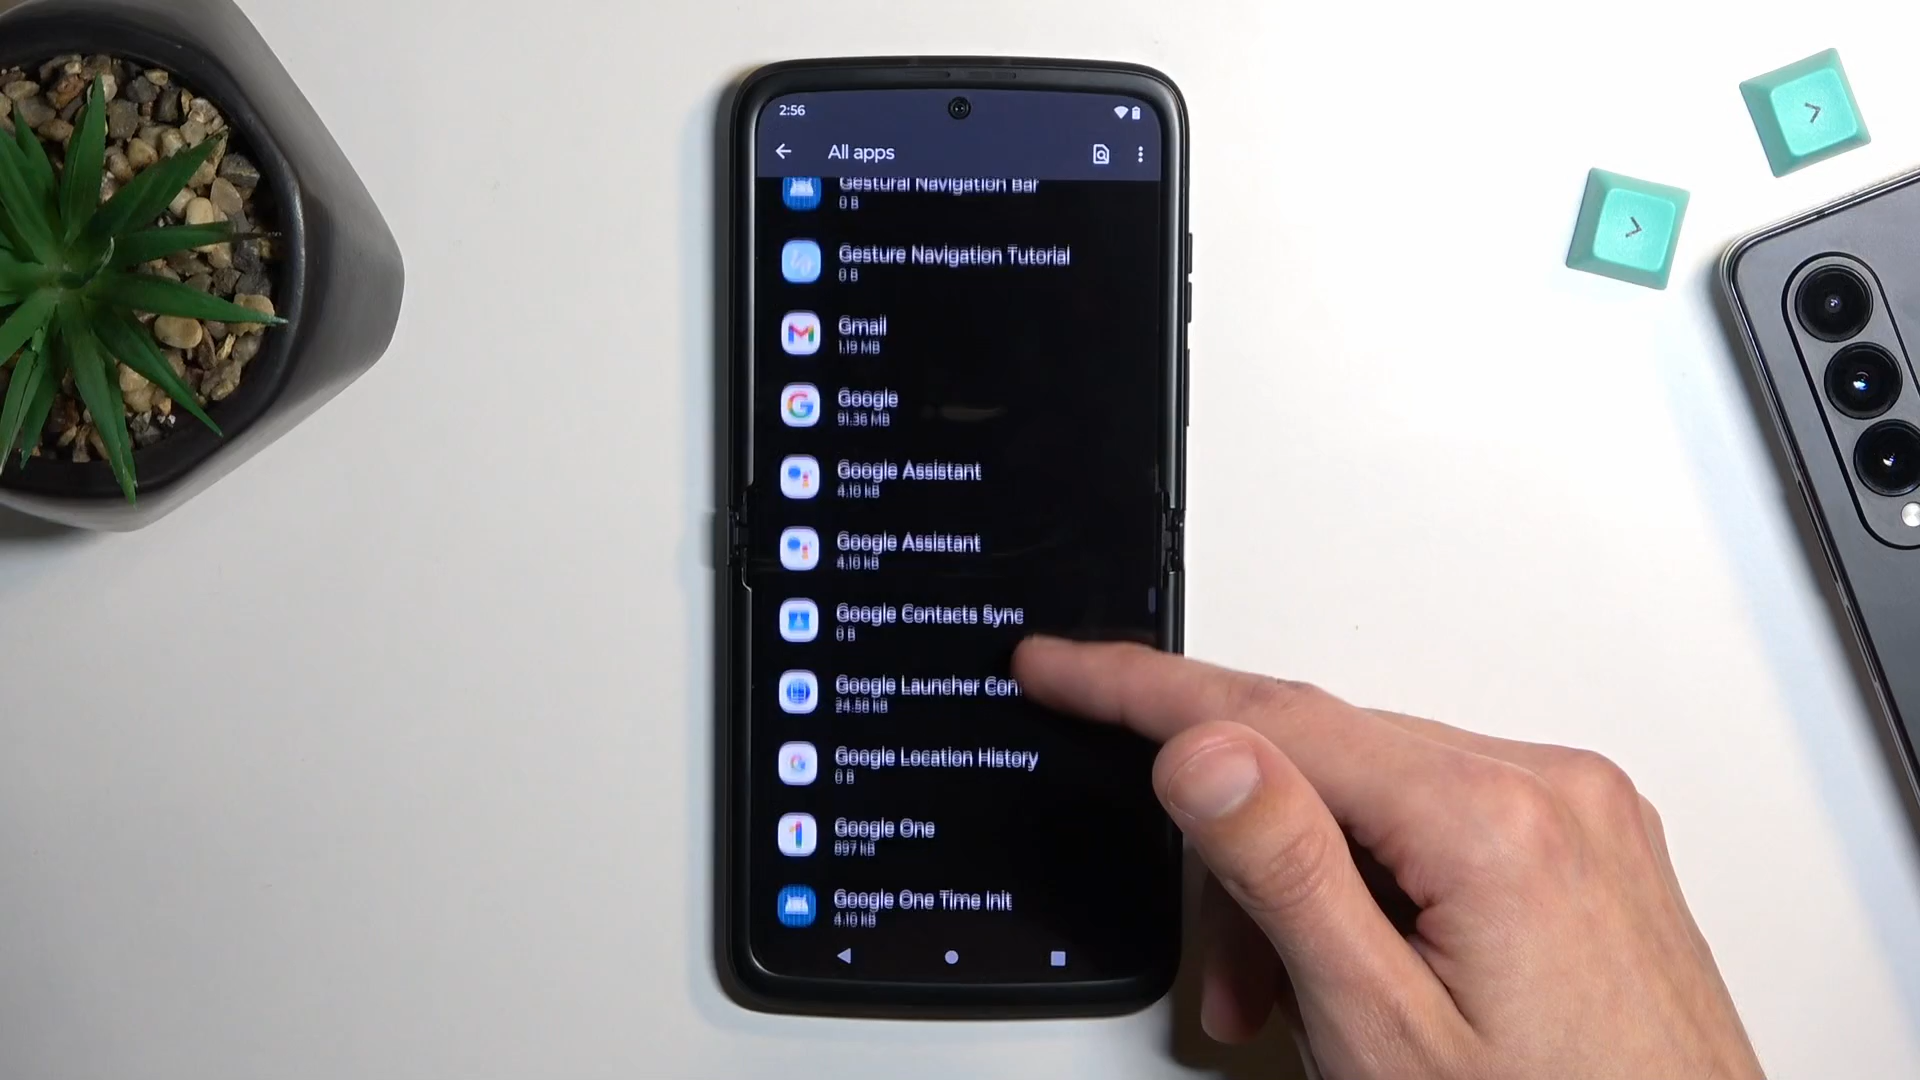 2:56
All apps
Gestural Navigation Bar
0 B
Gesture Navigation Tutorial
0 B
Gmail
1.19 MB
Google
91.36 MB
Google Assistant
4.10 kB
Google Assistant
4.10 kB
Google Contacts Sync
0 B
Google Launcher Con
24.58 kB
Google Location History
0 B
Google One
897 kB
Google One Time Init
4.10 kB